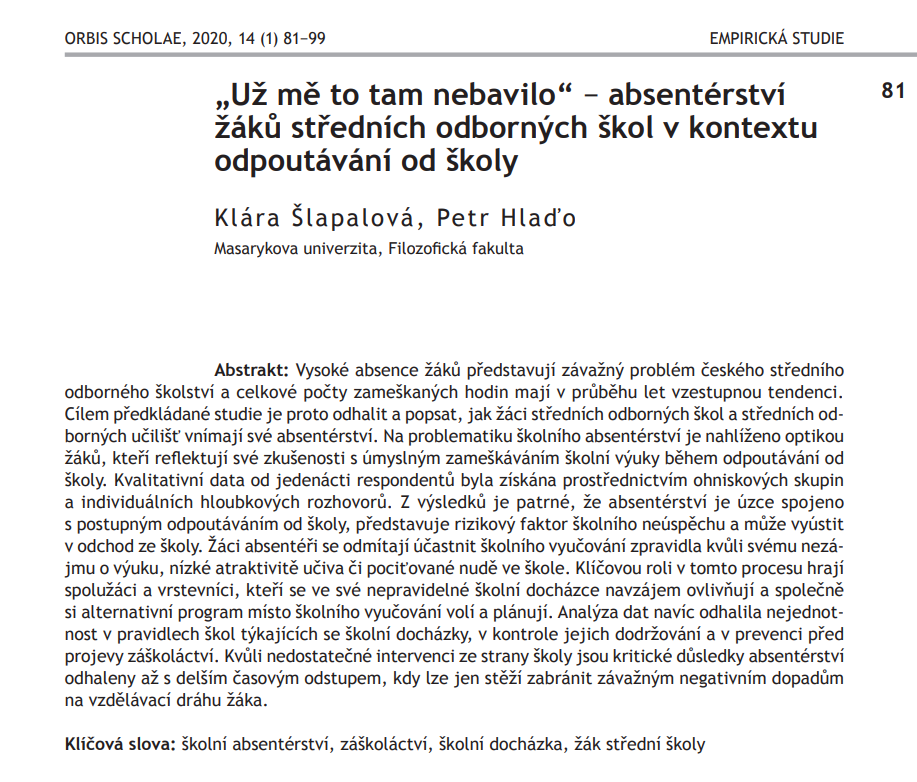 ORBIS SCHOLAE, 2020, 14 (1) 81−99 EMPIRICKÁ STUDIE
81
„Už mě to tam nebavilo“ − absentérství
žáků středních odborných škol v kontextu
odpoutávání od školy
Klára Šlapalová, Petr Hlaďo
Masarykova univerzita, Filozofická fakulta
Abstrakt: Vysoké absence žáků představují závažný problém českého středního
odborného školství a celkové počty zameškaných hodin mají v průběhu let vzestupnou tendenci.
Cílem předkládané studie je proto odhalit a popsat, jak žáci středních odborných škol a středních od-
borných učilišť vnímají své absentérství. Na problematiku školního absentérství je nahlíženo optikou
žáků, kteří reflektují své zkušenosti s úmyslným zameškáváním školní výuky během odpoutávání od
školy. Kvalitativní data od jedenácti respondentů byla získána prostřednictvím ohniskových skupin
a individuálních hloubkových rozhovorů. Z výsledků je patrné, že absentérství je úzce spojeno
s postupným odpoutáváním od školy, představuje rizikový faktor školního neúspěchu a může vyústit
v odchod ze školy. Žáci absentéři se odmítají účastnit školního vyučování zpravidla kvůli svému nezá-
jmu o výuku, nízké atraktivitě učiva či pociťované nudě ve škole. Klíčovou roli v tomto procesu hrají
spolužáci a vrstevníci, kteří se ve své nepravidelné školní docházce navzájem ovlivňují a společně
si alternativní program místo školního vyučování volí a plánují. Analýza dat navíc odhalila nejednot-
nost v pravidlech škol týkajících se školní docházky, v kontrole jejich dodržování a v prevenci před
projevy záškoláctví. Kvůli nedostatečné intervenci ze strany školy jsou kritické důsledky absentérství
odhaleny až s delším časovým odstupem, kdy lze jen stěží zabránit závažným negativním dopadům
na vzdělávací dráhu žáka.
Klíčová slova: školní absentérství, záškoláctví, školní docházka, žák střední školy